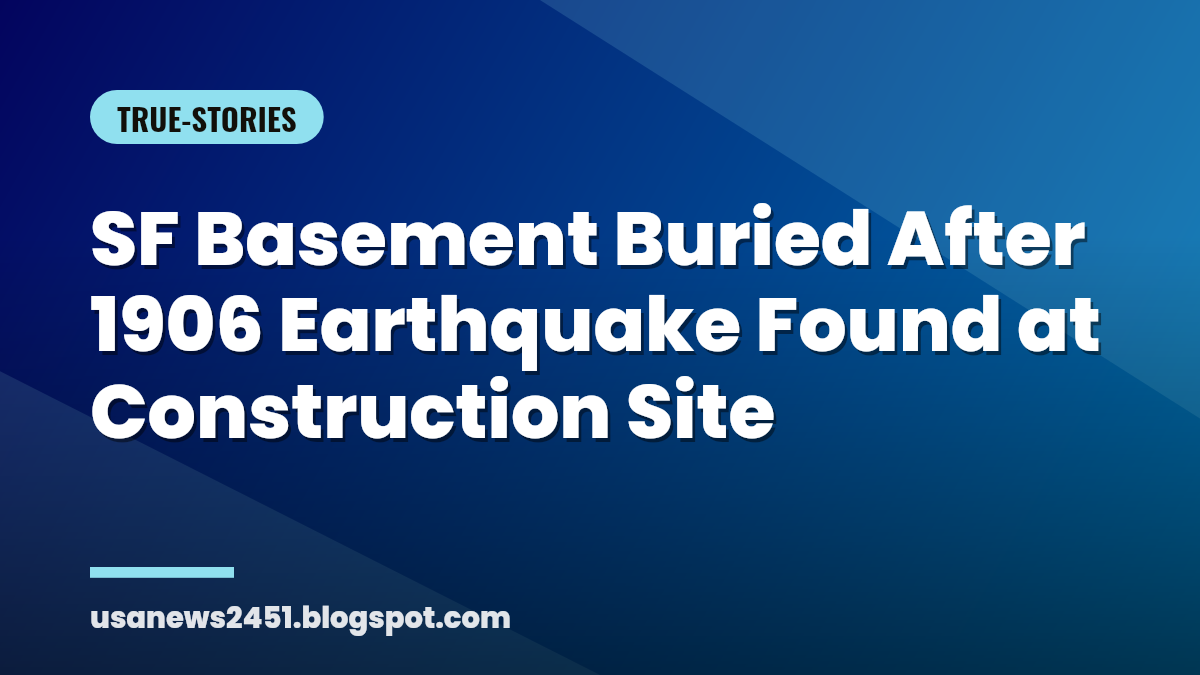 TRUE-STORIES
SF Basement Buried After
1906 Earthquake Found at
Construction Site
usanews2451.blogspot.com